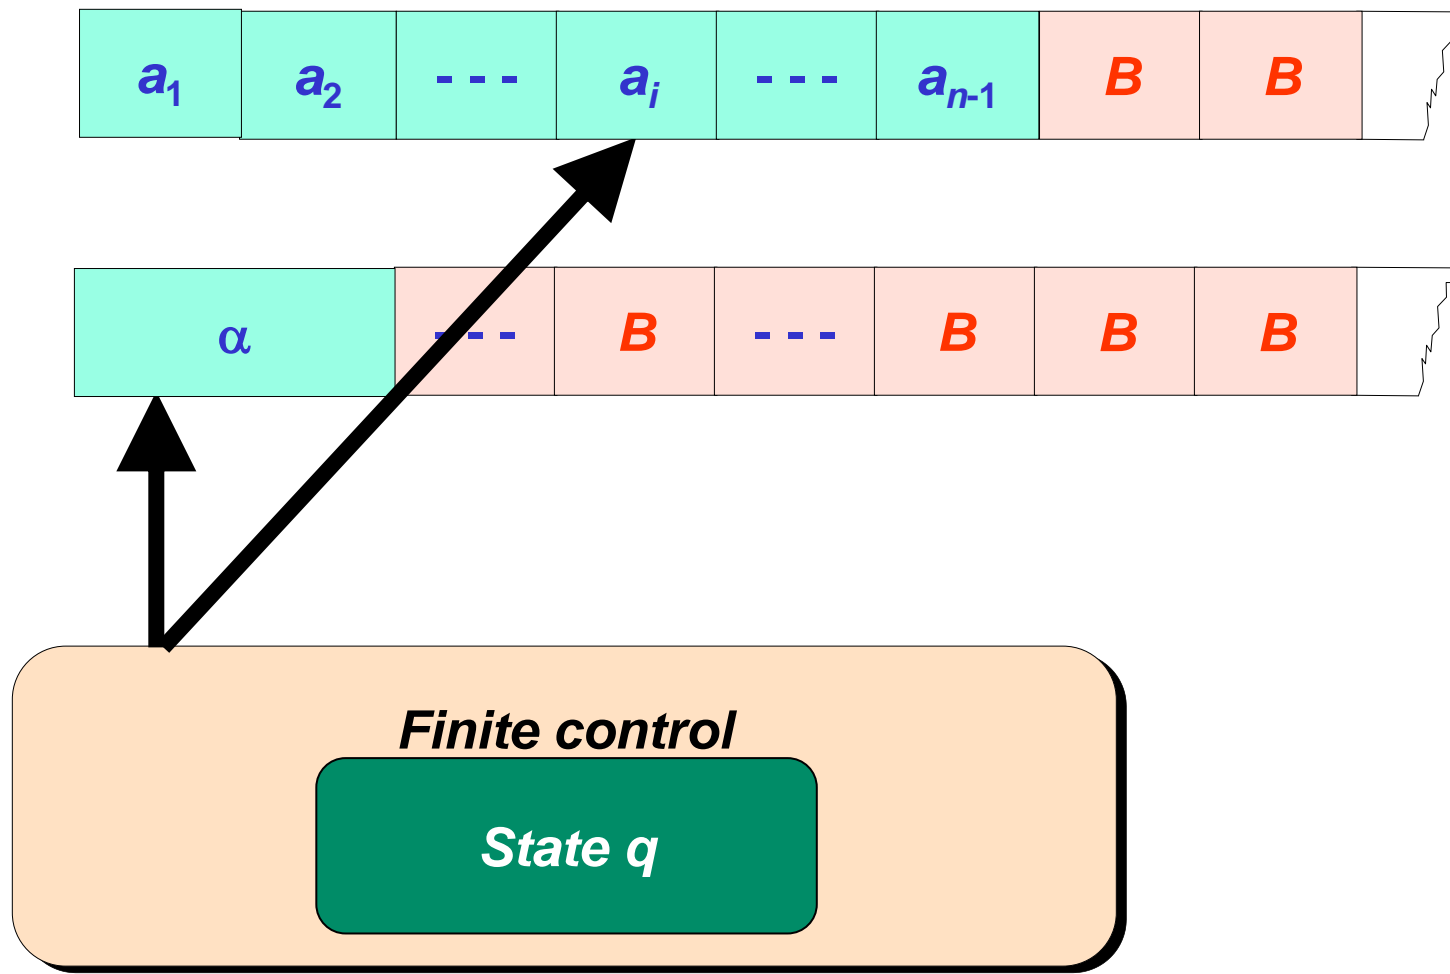 a1 a2 --- ai --- an-1 B B
α --- B --- B B B
Finite control
State q